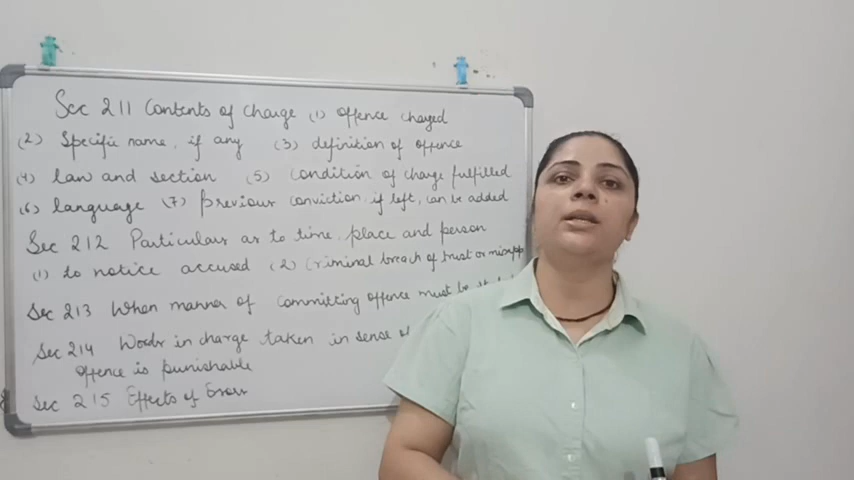 Sec 211 Contents of charge (1) offence charged
(2) Specific name, if any (3) definition of offence
(4) law and section (5) condition of charge fulfilled
(6) language (7) Previous conviction, if left, can be added
Sec 212 Particulars as to time, place and person
(1) to notice accused (2) Criminal breach of trust or misapp
Sec 213 When manner of committing offence must be
Sec 214 Words in charge taken in sense of
offence is punishable
Sec 215 Effects of Error